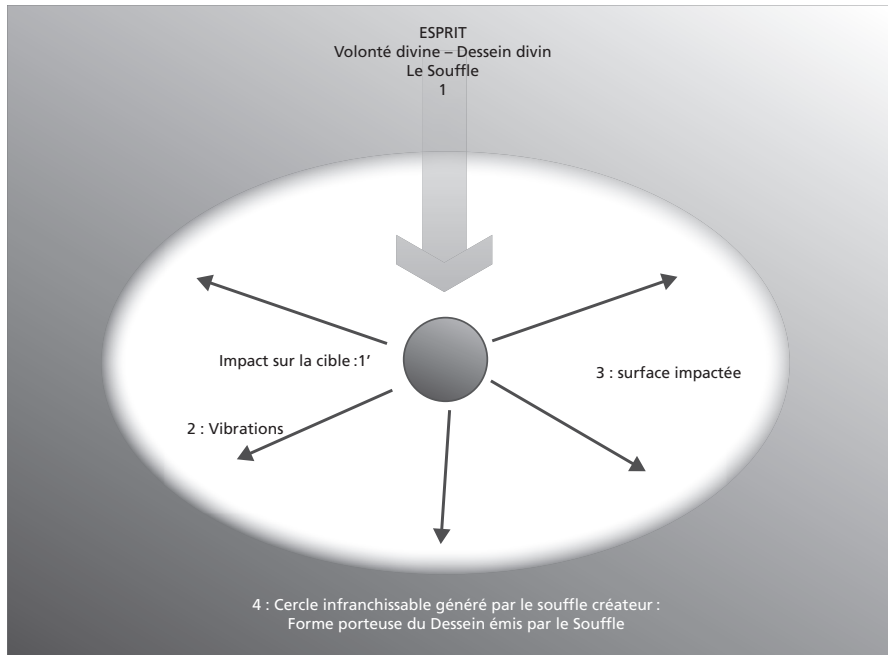 ESPRIT
Volonté divine – Dessein divin
Le Souffle
1
Impact sur la cible :1’
3 : surface impactée
2 : Vibrations
4 : Cercle infranchissable généré par le souffle créateur :
Forme porteuse du Dessein émis par le Souffle